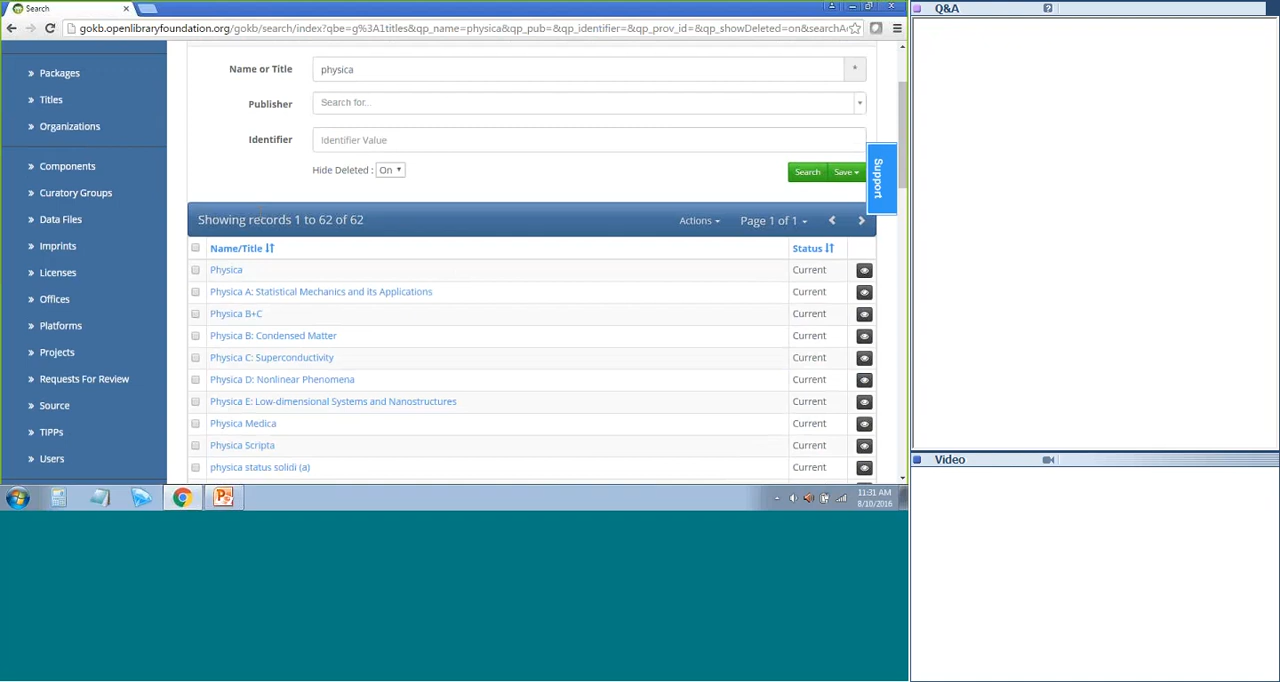 Search
Q&A
gokb.openlibraryfoundation.org/gokb/search/index?qbe=g%3A1titles&qp_name=physica&qp_pub=&qp_identifier=&qp_prov_id=&qp_showDeleted=on&searchA
Packages
Titles
Organizations
Components
Curatory Groups
Data Files
Imprints
Licenses
Offices
Platforms
Projects
Requests For Review
Source
TIPPs
Users
Name or Title physica *
Publisher Search for...
Identifier Identifier Value
Hide Deleted : On
Search Save
Support
Showing records 1 to 62 of 62 Actions Page 1 of 1
Name/Title Status
Physica Current
Physica A: Statistical Mechanics and its Applications Current
Physica B+C Current
Physica B: Condensed Matter Current
Physica C: Superconductivity Current
Physica D: Nonlinear Phenomena Current
Physica E: Low-dimensional Systems and Nanostructures Current
Physica Medica Current
Physica Scripta Current
physica status solidi (a) Current
Video
11:31 AM
8/10/2016